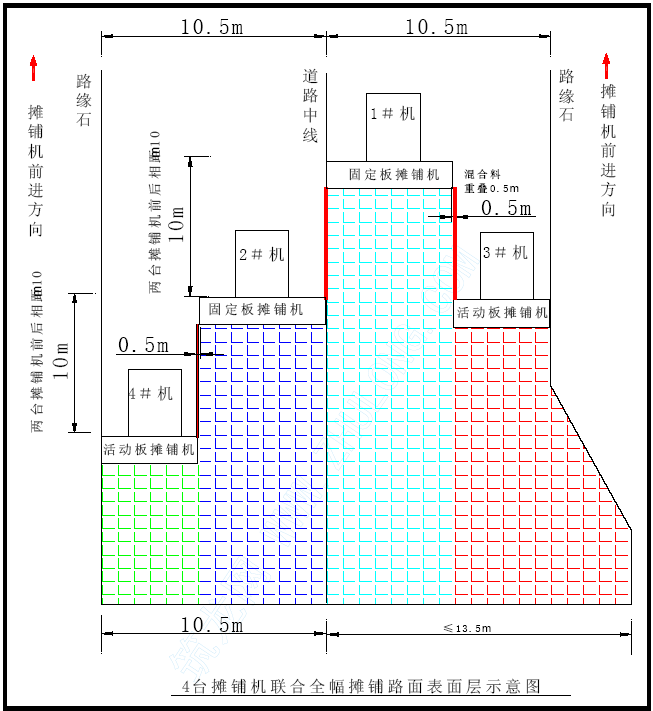 10.5m
10.5m
路缘石
道路中线
路缘石
摊铺机前进方向
摊铺机前进方向
1#机
固定板摊铺机
混合料
重叠0.5m
0.5m
两台摊铺机前后相距10m
10m
2#机
固定板摊铺机
3#机
活动板摊铺机
两台摊铺机前后相距10m
10m
0.5m
4#机
活动板摊铺机
10.5m
≤13.5m
4台摊铺机联合全幅摊铺路面表面层示意图